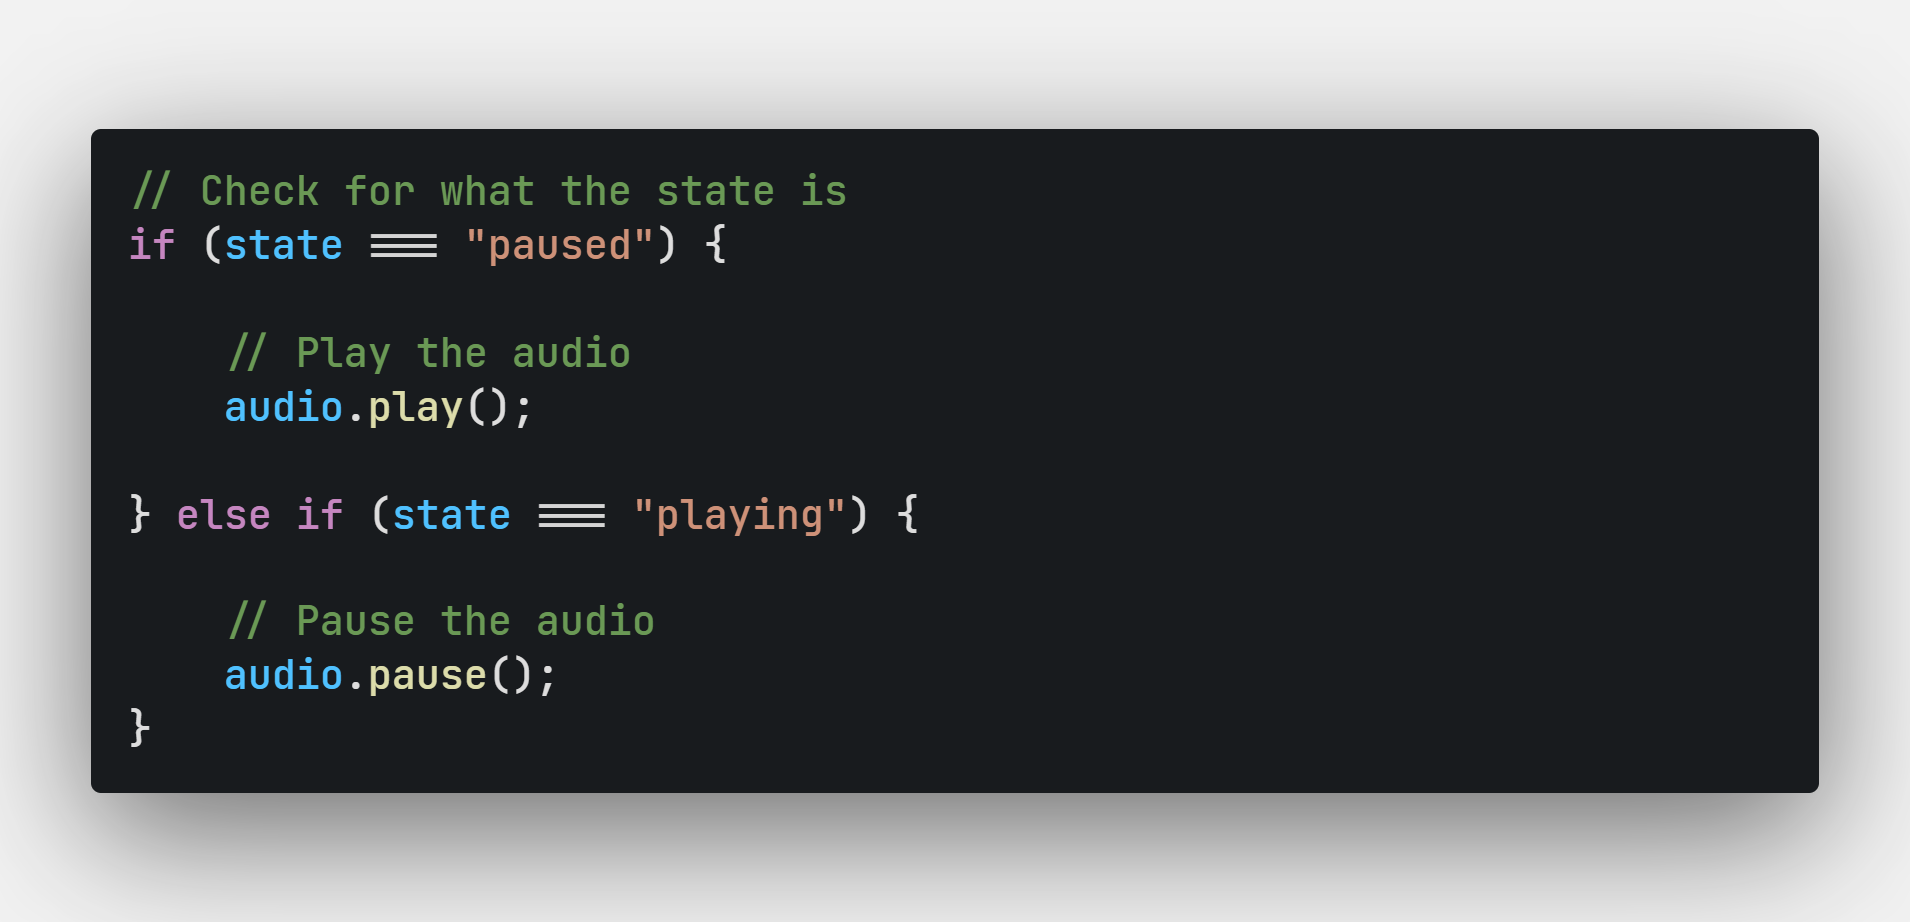 // Check for what the state is
if (state === "paused") {
    // Play the audio
    audio.play();
} else if (state === "playing") {
    // Pause the audio
    audio.pause();
}